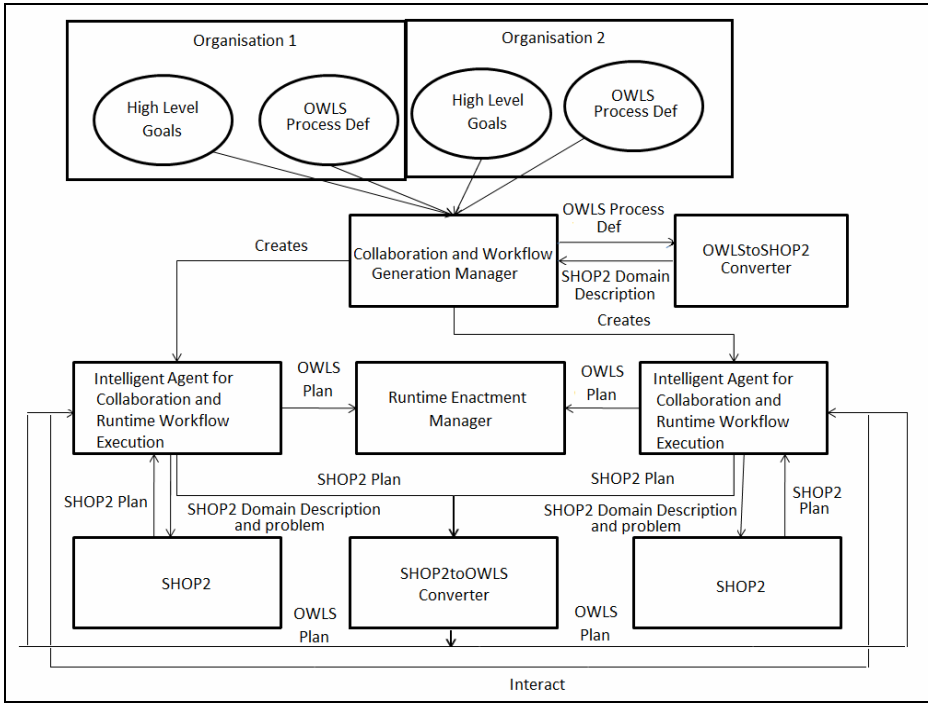 Organisation 1
Organisation 2
High Level
Goals
OWLS
Process Def
High Level
Goals
OWLS
Process Def
OWLS Process
Def
Collaboration and Workflow
Generation Manager
OWLStoSHOP2
Converter
SHOP2 Domain
Description
Creates
Creates
Intelligent Agent for
Collaboration and
Runtime Workflow
Execution
OWLS
Plan
Runtime Enactment
Manager
OWLS
Plan
Intelligent Agent for
Collaboration and
Runtime Workflow
Execution
SHOP2 Plan
SHOP2 Plan
SHOP2 Plan
SHOP2
Plan
SHOP2 Domain Description
and problem
SHOP2 Domain Description
and problem
SHOP2
SHOP2toOWLS
Converter
SHOP2
OWLS
Plan
OWLS
Plan
Interact